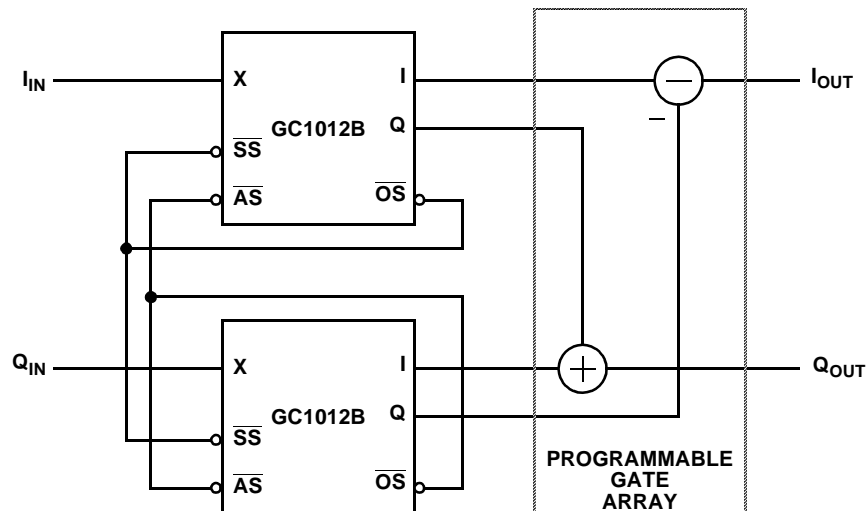 I_IN
X
I
I_OUT
GC1012B
Q
−
SS
AS
OS
Q_IN
X
I
Q_OUT
GC1012B
Q
SS
AS
OS
PROGRAMMABLE
GATE
ARRAY